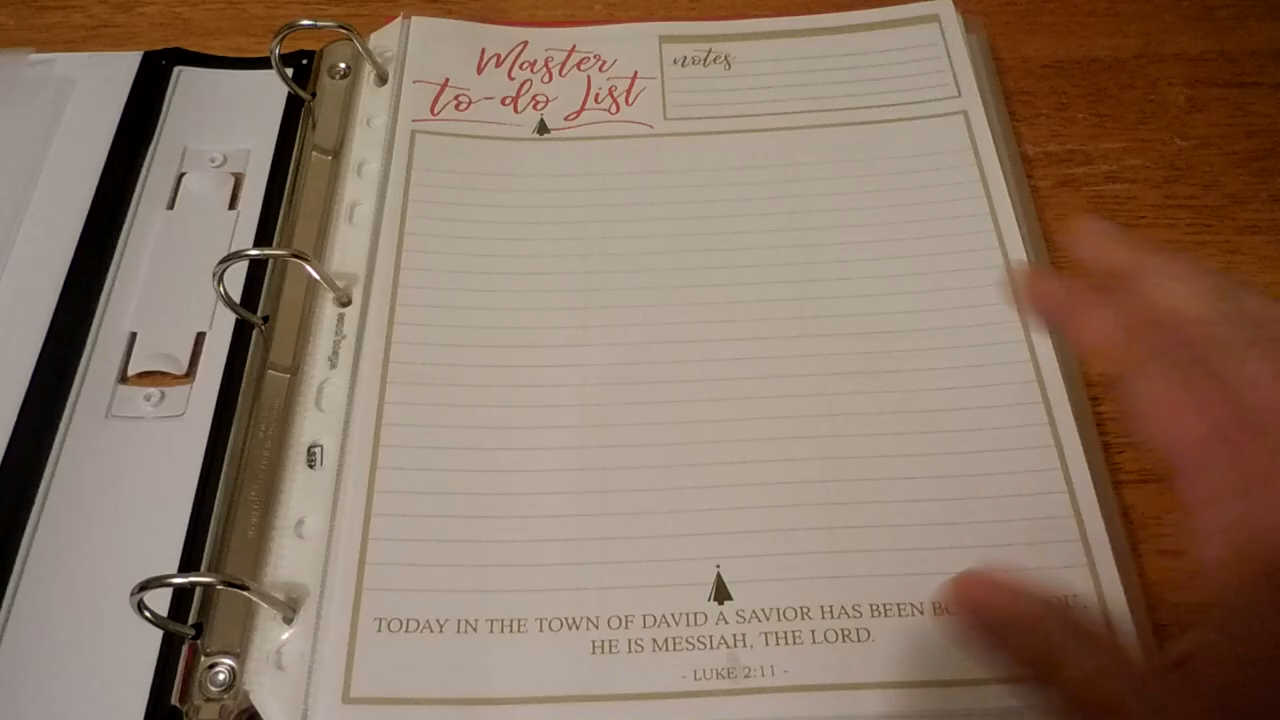 Master
to-do List
notes
TODAY IN THE TOWN OF DAVID A SAVIOR HAS BEEN
HE IS MESSIAH, THE LORD.
- LUKE 2:11 -